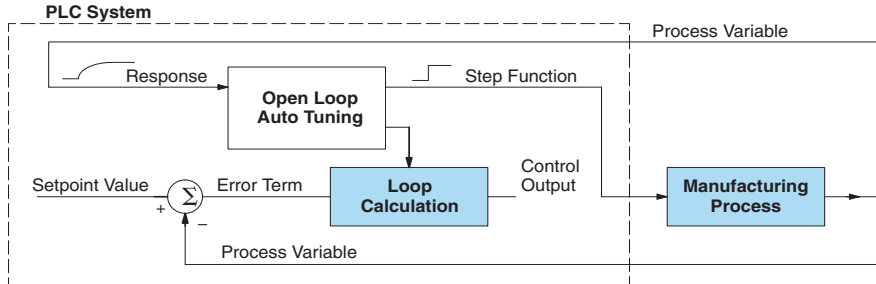 PLC System
Process Variable
Response
Step Function
Open Loop
Auto Tuning
Control
Output
Setpoint Value
+
Σ
−
Error Term
Loop
Calculation
Manufacturing
Process
Process Variable